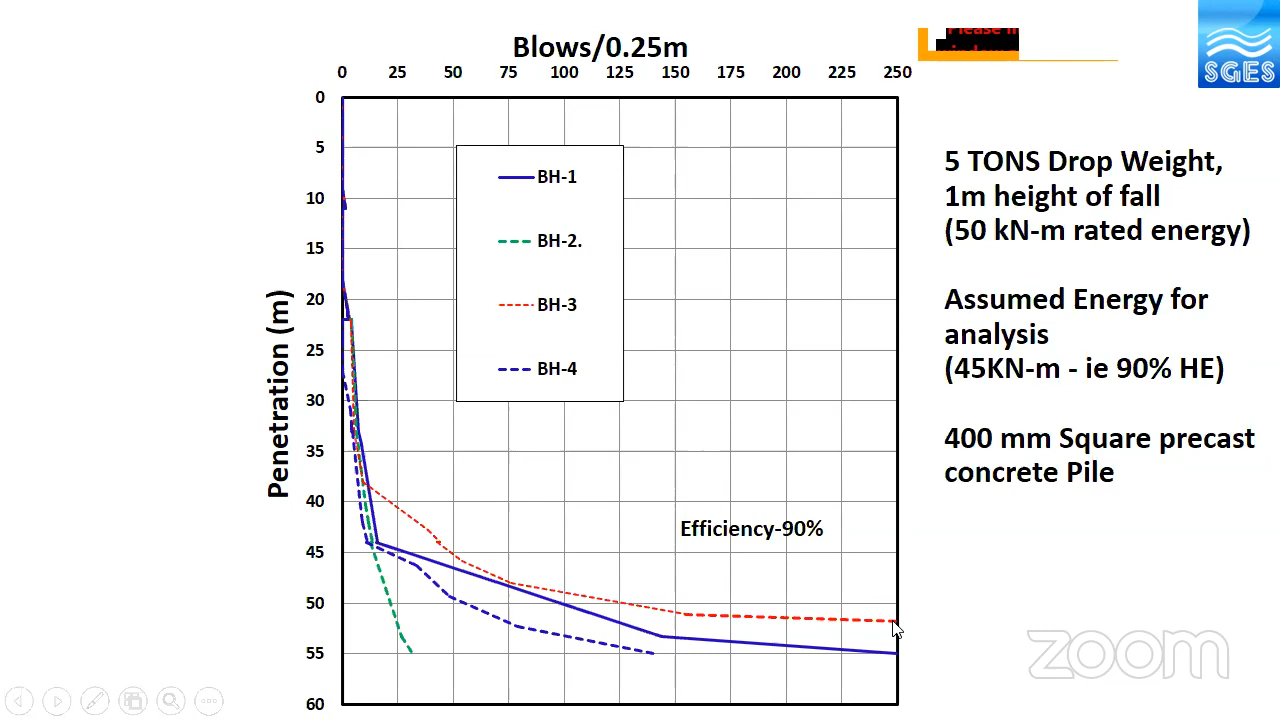 Blows/0.25m
0 25 50 75 100 125 150 175 200 225 250
Please
SGES
0
5
10
15
20
25
30
35
40
45
50
55
60
Penetration (m)
BH-1
BH-2.
BH-3
BH-4
Efficiency-90%
5 TONS Drop Weight,
1m height of fall
(50 kN-m rated energy)
Assumed Energy for
analysis
(45KN-m - ie 90% HE)
400 mm Square precast
concrete Pile
zoom